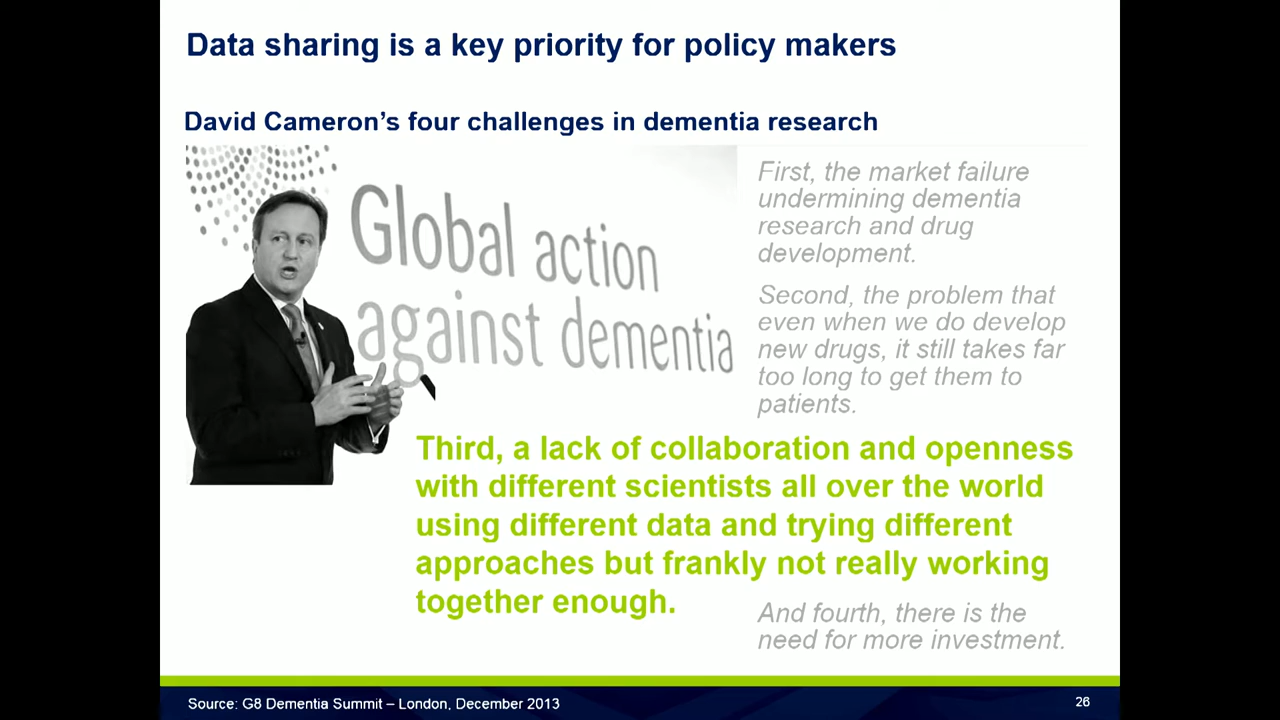 Data sharing is a key priority for policy makers
David Cameron's four challenges in dementia research
Global action
against dementia
First, the market failure
undermining dementia
research and drug
development.
Second, the problem that
even when we do develop
new drugs, it still takes far
too long to get them to
patients.
Third, a lack of collaboration and openness
with different scientists all over the world
using different data and trying different
approaches but frankly not really working
together enough.
And fourth, there is the
need for more investment.
Source: G8 Dementia Summit – London, December 2013
26